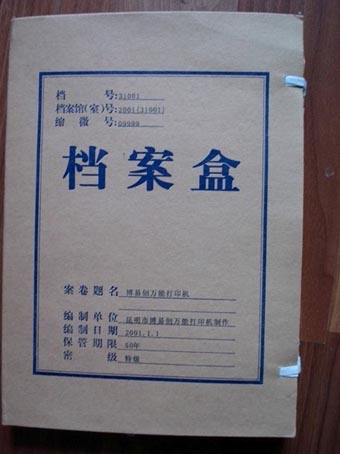 档号:31001
档案馆(室)号:2001(31001)
缩微号:09999
档案盒
案卷题名 博易创万能打印机
编制单位 昆明市博易创万能打印机制作
编制日期 2001.1.1
保管期限 60年
密级 特级